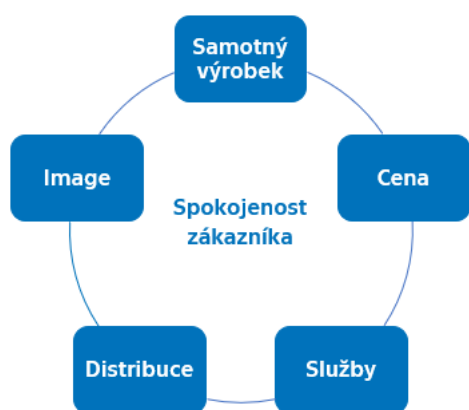 Samotný
výrobek
Image
Cena
Spokojenost
zákazníka
Distribuce
Služby